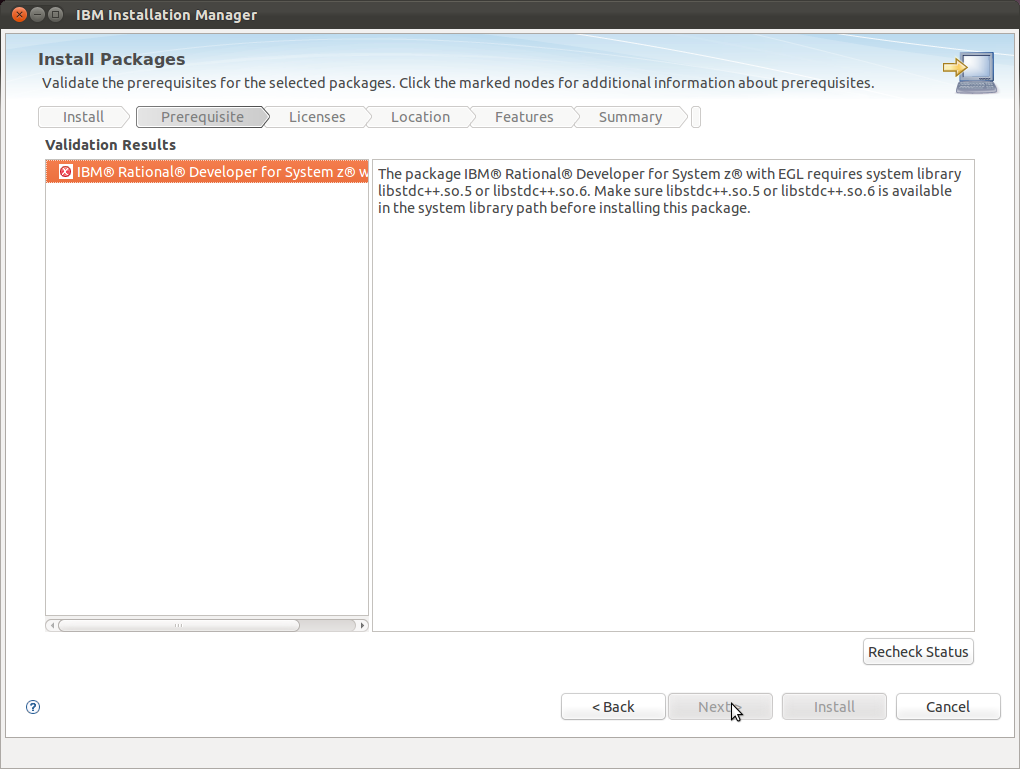 IBM Installation Manager
Install Packages
Validate the prerequisites for the selected packages. Click the marked nodes for additional information about prerequisites.
Install Prerequisite Licenses Location Features Summary
Validation Results
IBM® Rational® Developer for System z® w
The package IBM® Rational® Developer for System z® with EGL requires system library
libstdc++.so.5 or libstdc++.so.6. Make sure libstdc++.so.5 or libstdc++.so.6 is available
in the system library path before installing this package.
Recheck Status
?
< Back Next > Install Cancel